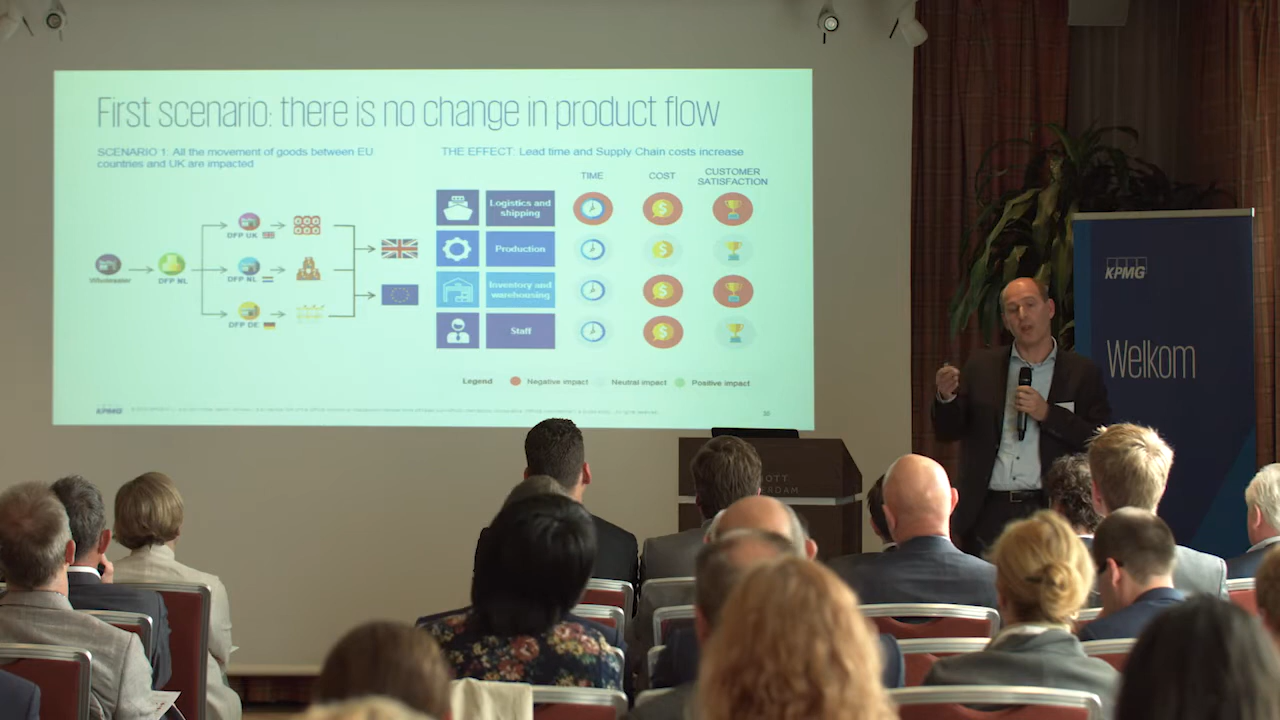 First scenario: there is no change in product flow
SCENARIO 1: All the movement of goods between EU
countries and UK are impacted
THE EFFECT: Lead time and Supply Chain costs increase
TIME
COST
CUSTOMER
SATISFACTION
Logistics and
shipping
DFP UK
Production
Wholesaler
DFP NL
DFP NL
Inventory and
warehousing
DFP DE
Staff
Legend
Negative impact
Neutral impact
Positive impact
KPMG
KPMG
Welkom